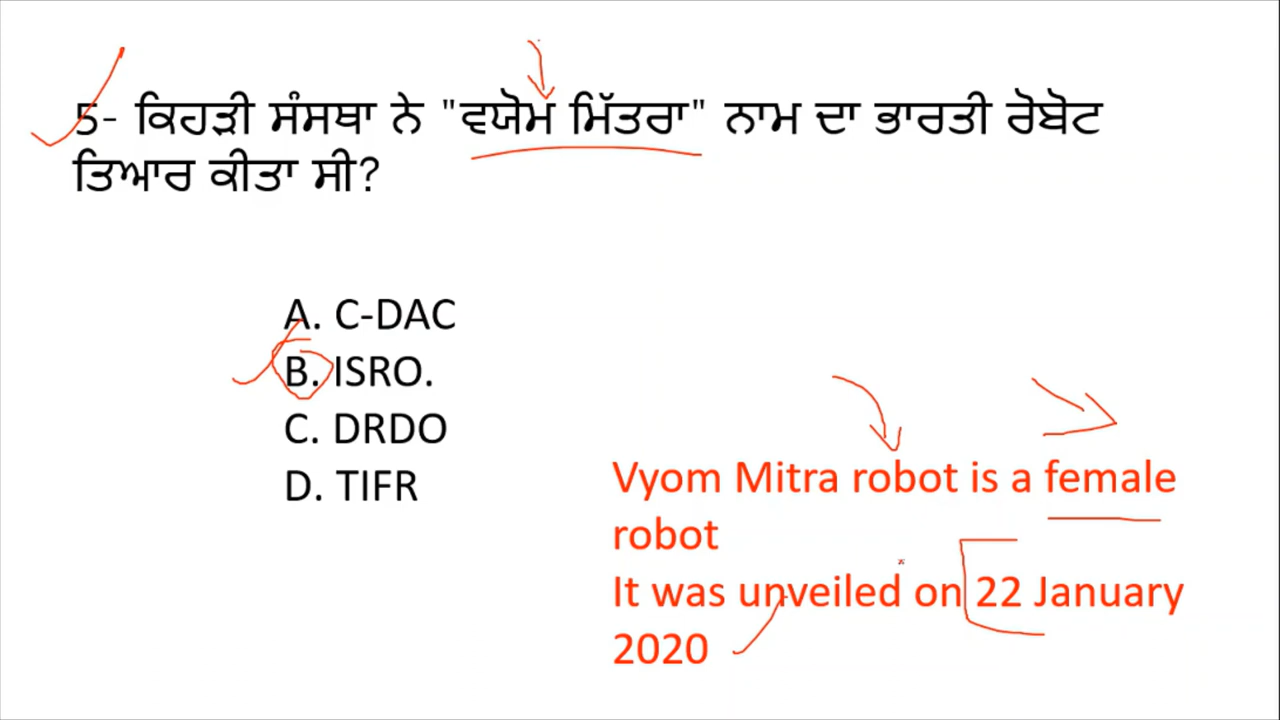 5- ਕਿਹੜੀ ਸੰਸਥਾ ਨੇ "ਵਯੋਮ ਮਿੱਤਰਾ" ਨਾਮ ਦਾ ਭਾਰਤੀ ਰੋਬੋਟ
ਤਿਆਰ ਕੀਤਾ ਸੀ?
A. C-DAC
B. ISRO.
C. DRDO
D. TIFR
Vyom Mitra robot is a female
robot
It was unveiled on 22 January
2020